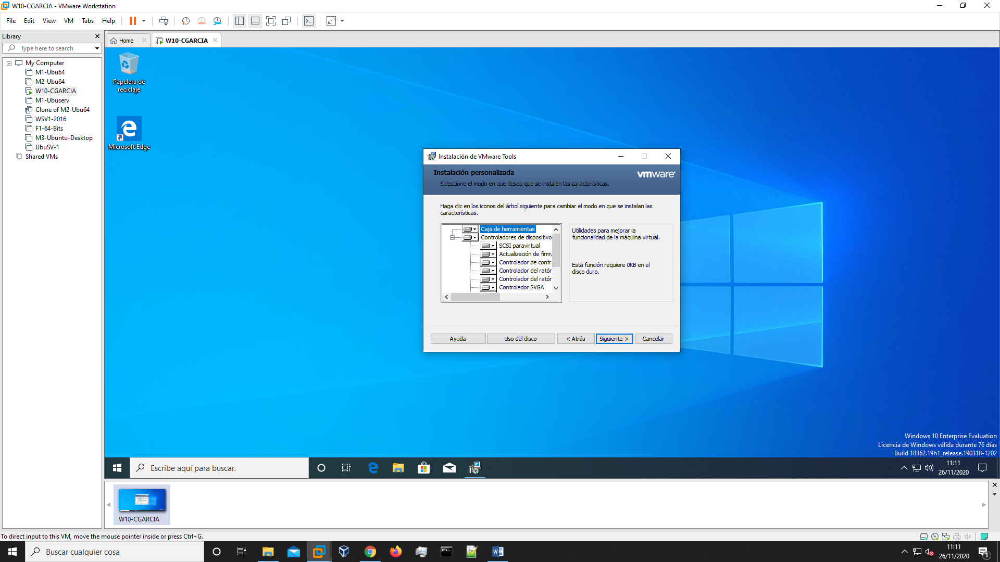 W10-CGARCIA - VMware Workstation
File Edit View VM Tabs Help
Library
Type here to search
My Computer
M1-Ubu64
M2-Ubu64
W10-CGARCIA
M1-Ubuserv
Clone of M2-Ubu64
WSV1-2016
F1-64-Bits
M3-Ubuntu-Desktop
UbuSV-1
Shared VMs
Home
W10-CGARCIA
Papelera de
reciclaje
Microsoft Edge
Instalación de VMware Tools
Instalación personalizada
vmware
Seleccione el modo en que desea que se instalen las características.
Haga clic en los iconos del árbol siguiente para cambiar el modo en que se instalan las
características.
Caja de herramientas
Controladores de dispositivo
SCSI paravirtual
Actualización de firmw
Controlador de contr
Controlador del ratón
Controlador del ratón
Controlador SVGA
Utilidades para mejorar la
funcionalidad de la máquina virtual.
Esta función requiere 0KB en el
disco duro.
Ayuda
Uso del disco
< Atrás
Siguiente >
Cancelar
Windows 10 Enterprise Evaluation
Licencia de Windows válida durante 76 días
Build 18362.19h1_release.190318-1202
Escribe aquí para buscar.
11:11
26/11/2020
W10-CGARCIA
To direct input to this VM, move the mouse pointer inside or press Ctrl+G.
Buscar cualquier cosa
11:11
26/11/2020
1